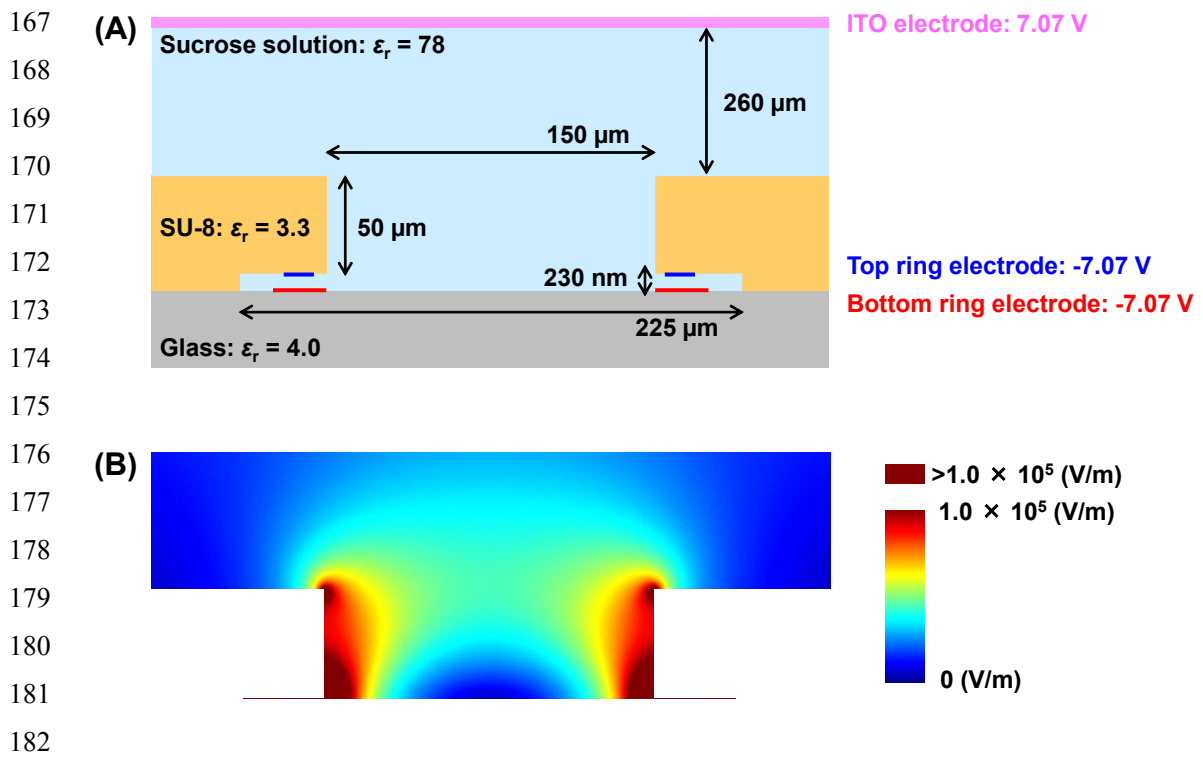 167
(A)
ITO electrode: 7.07 V
Sucrose solution: εr = 78
168
169
260 µm
150 µm
170
171
SU-8: εr = 3.3
50 µm
172
Top ring electrode: -7.07 V
230 nm
173
Bottom ring electrode: -7.07 V
225 µm
Glass: εr = 4.0
174
175
176
(B)
>1.0 × 10⁵ (V/m)
177
1.0 × 10⁵ (V/m)
178
179
180
181
0 (V/m)
182